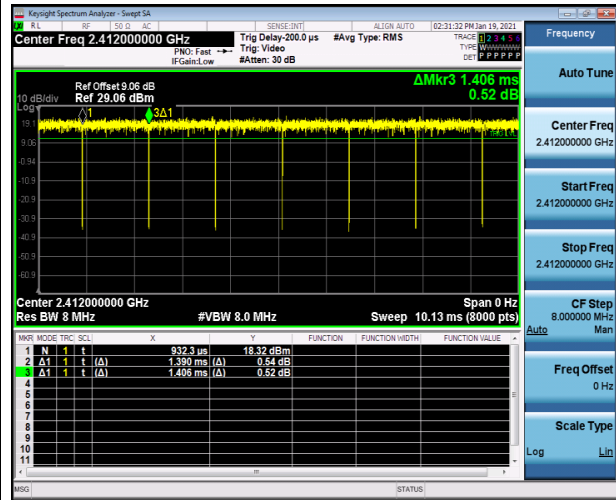 Keysight Spectrum Analyzer - Swept SA
RL RF 50 Ω AC SENSE:INT ALIGN AUTO 02:31:32 PM Jan 19, 2021
Center Freq 2.412000000 GHz
PNO: Fast
IFGain:Low
Trig Delay-200.0 µs
Trig: Video
#Atten: 30 dB
#Avg Type: RMS
TRACE 1 2 3 4 5 6
TYPE W
DET P P P P P P
Frequency
Ref Offset 9.06 dB
Ref 29.06 dBm
10 dB/div
Log
ΔMkr3 1.406 ms
0.52 dB
1
3Δ1
19.1
9.06
-0.94
-10.9
-20.9
-30.9
-40.9
-50.9
-60.9
Center 2.412000000 GHz
Res BW 8 MHz
#VBW 8.0 MHz
Span 0 Hz
Sweep 10.13 ms (8000 pts)
MKR MODE TRC SCL X Y FUNCTION FUNCTION WIDTH FUNCTION VALUE
1 N 1 t 932.3 µs 18.32 dBm
2 Δ1 1 t (Δ) 1.390 ms (Δ) 0.54 dB
3 Δ1 1 t (Δ) 1.406 ms (Δ) 0.52 dB
4
5
6
7
8
9
10
11
MSG STATUS
Auto Tune
Center Freq
2.412000000 GHz
Start Freq
2.412000000 GHz
Stop Freq
2.412000000 GHz
CF Step
8.000000 MHz
Auto Man
Freq Offset
0 Hz
Scale Type
Log Lin